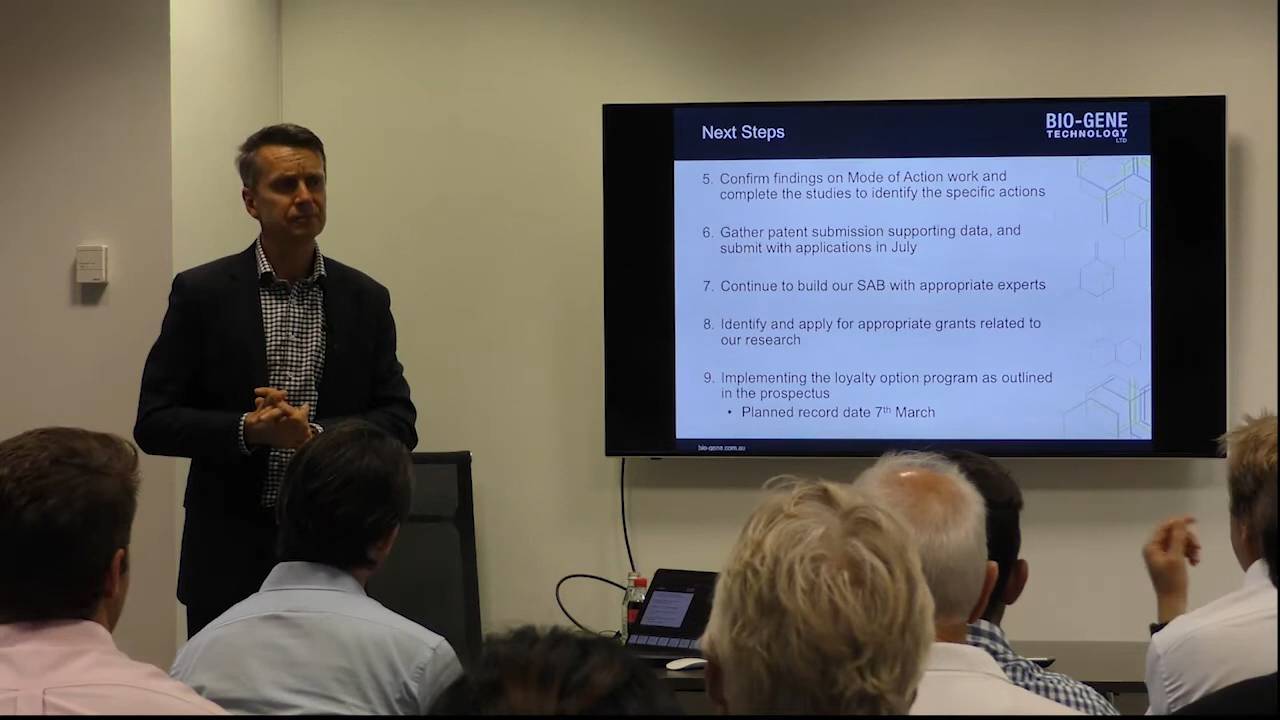 Next Steps
BIO-GENE
TECHNOLOGY
LTD
5. Confirm findings on Mode of Action work and
complete the studies to identify the specific actions
6. Gather patent submission supporting data, and
submit with applications in July
7. Continue to build our SAB with appropriate experts
8. Identify and apply for appropriate grants related to
our research
9. Implementing the loyalty option program as outlined
in the prospectus
• Planned record date 7th March
bio-gene.com.au